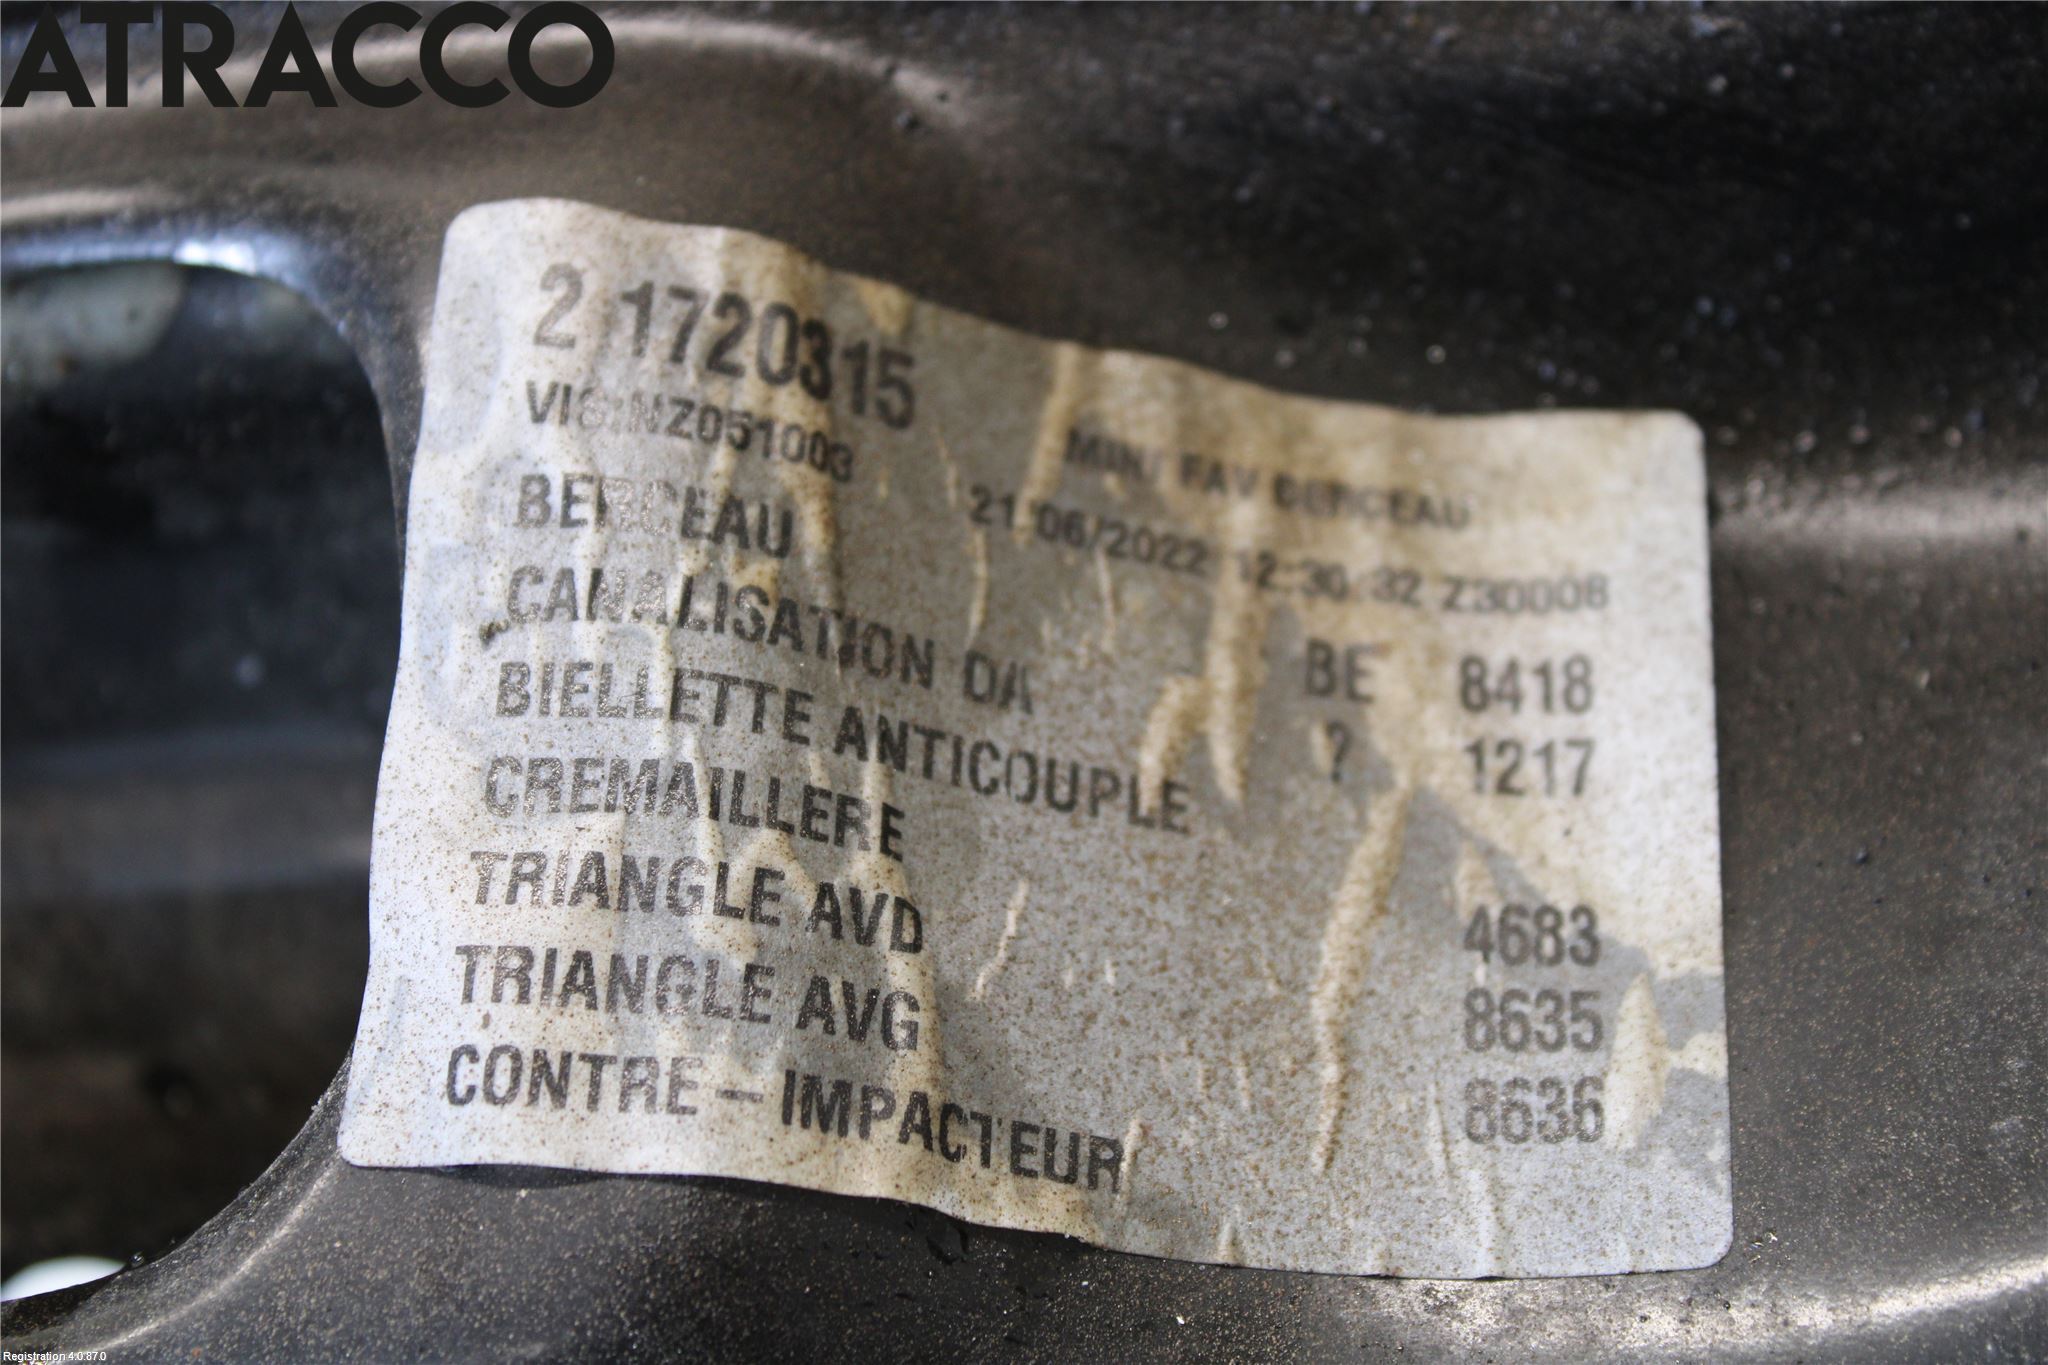 ATRACCO
2 1720315
VIS:NZ051003
MINI FAV BERCEAU
21/06/2022 12:30:32 Z30008
BERCEAU BE 8418
CANALISATION DA ? 1217
BIELLETTE ANTICOUPLE
CREMAILLERE 4683
TRIANGLE AVD 8635
TRIANGLE AVG 8636
CONTRE-IMPACTEUR
Registration 4.0.87.0